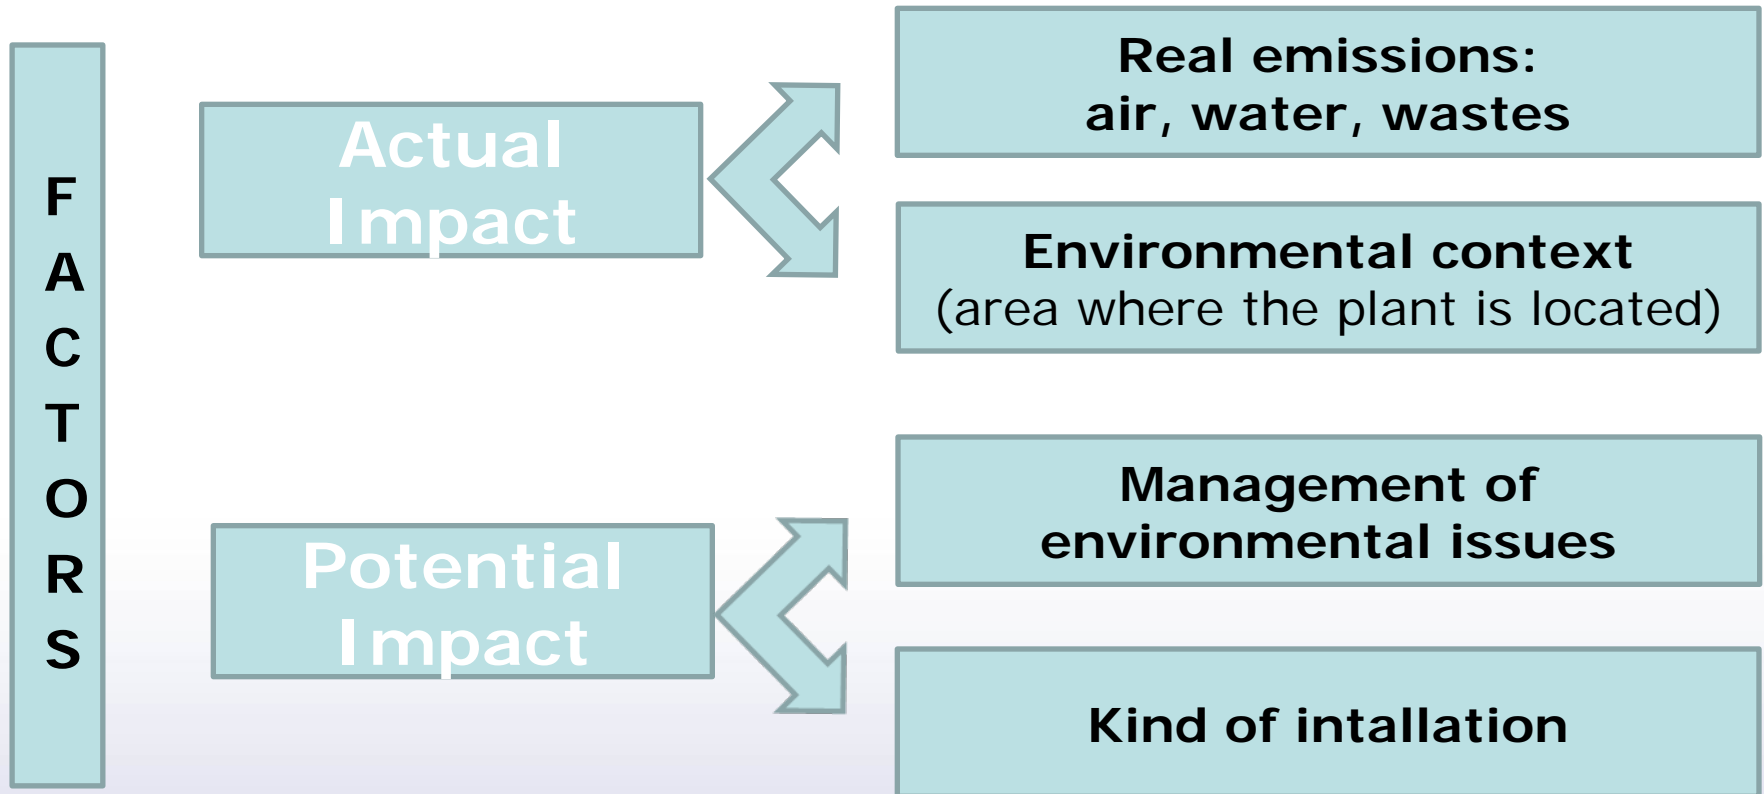 FACTORS
Actual
Impact
Real emissions:
air, water, wastes
Environmental context
(area where the plant is located)
Potential
Impact
Management of
environmental issues
Kind of intallation